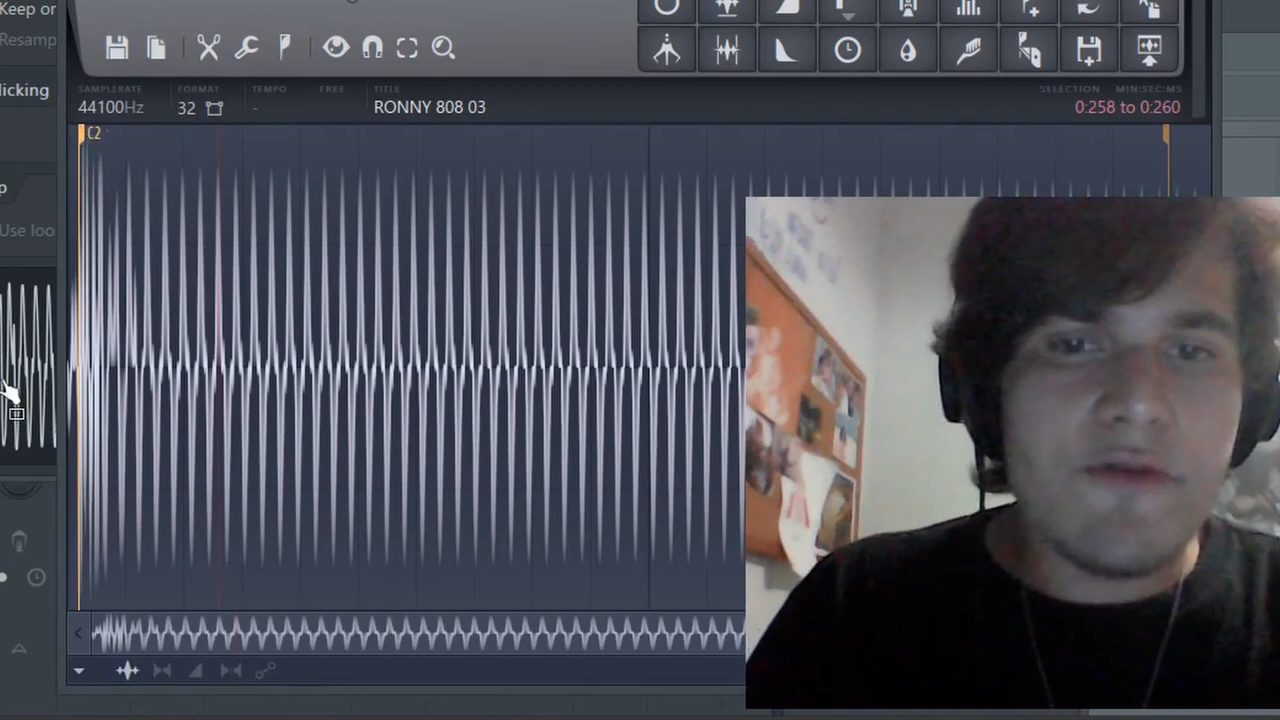 Keep or
Resamp
licking
p
Use loo
SAMPLERATE FORMAT TEMPO FREE TITLE SELECTION MIN:SEC:MS
44100Hz 32 - RONNY 808 03 0:258 to 0:260
C2